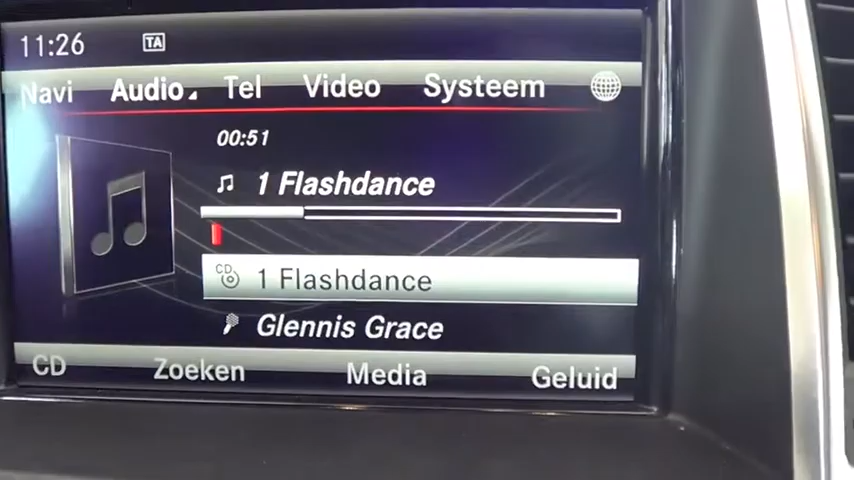 11:26 TA
Navi Audio Tel Video Systeem
00:51
1 Flashdance
CD 1 Flashdance
Glennis Grace
CD Zoeken Media Geluid